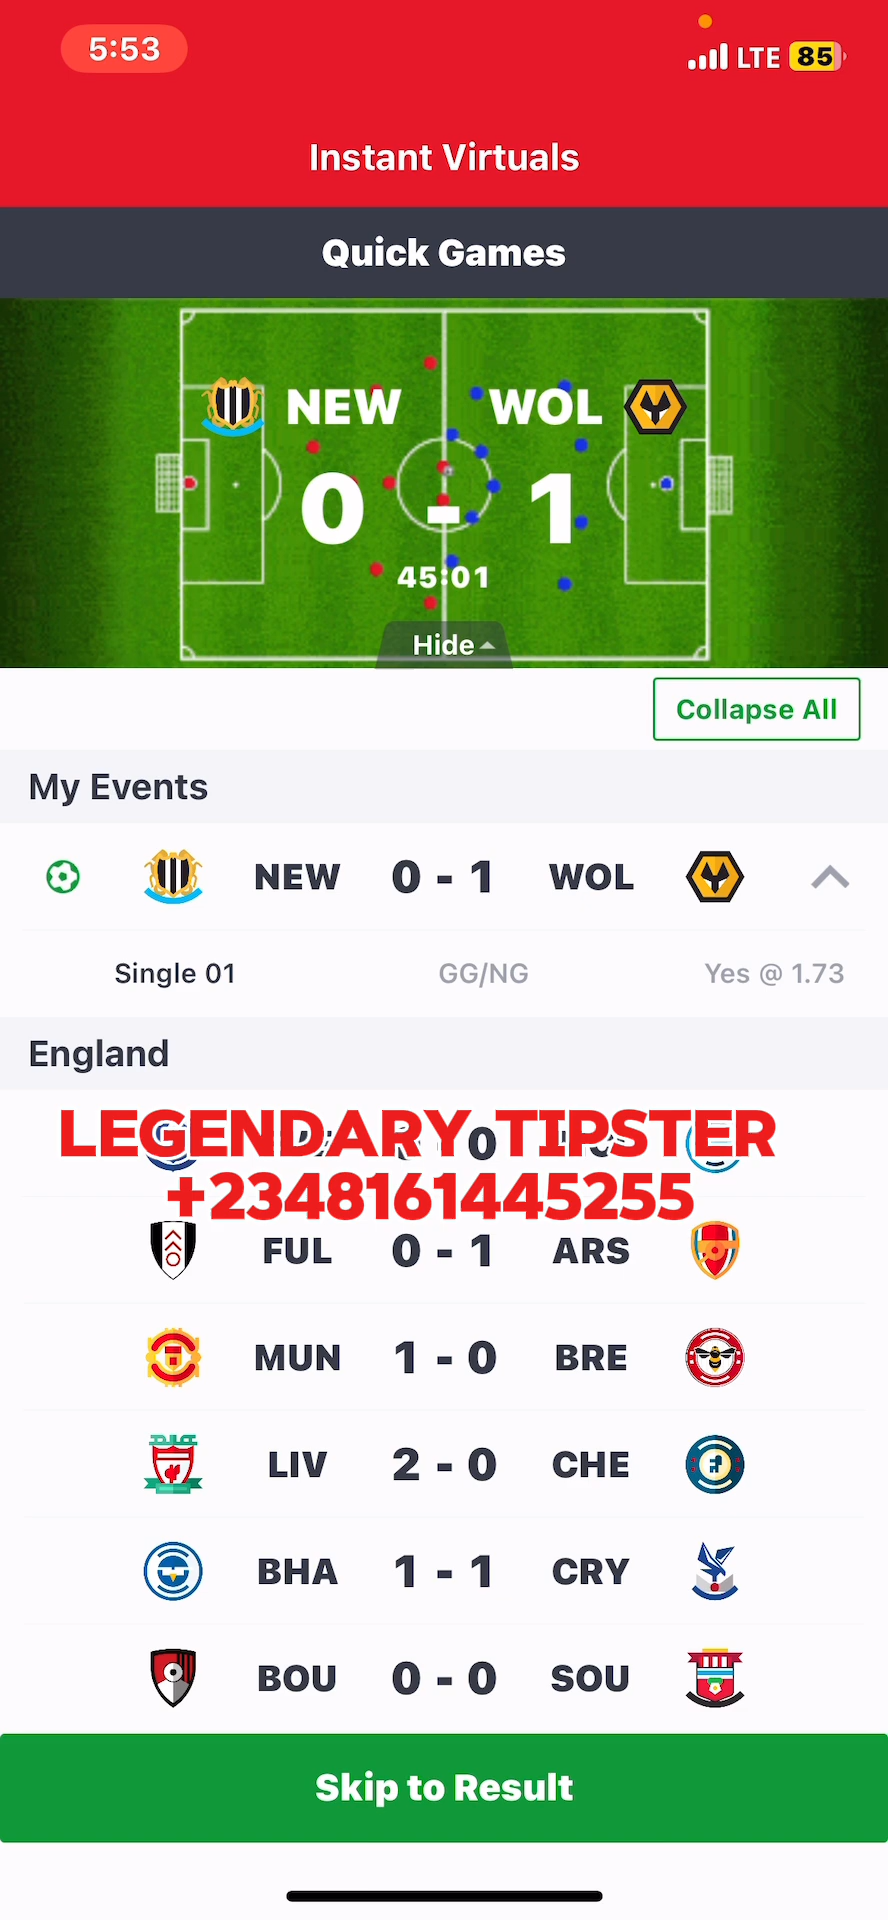 5:53
LTE 85
Instant Virtuals
Quick Games
NEW WOL
0 - 1
45:01
Hide
Collapse All
My Events
NEW 0 - 1 WOL
Single 01 GG/NG Yes @ 1.73
England
LEGENDARY TIPSTER
0
+2348161445255
FUL 0 - 1 ARS
MUN 1 - 0 BRE
LIV 2 - 0 CHE
BHA 1 - 1 CRY
BOU 0 - 0 SOU
Skip to Result